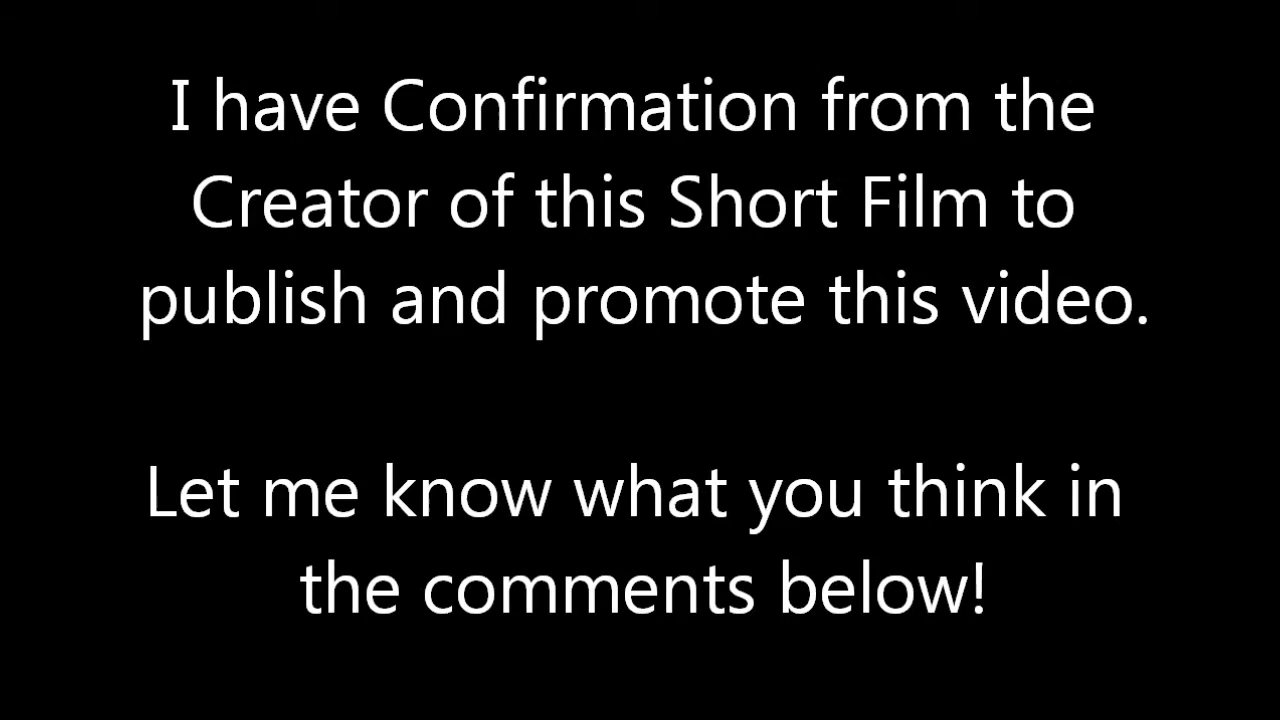 I have Confirmation from the
Creator of this Short Film to
publish and promote this video.
Let me know what you think in
the comments below!